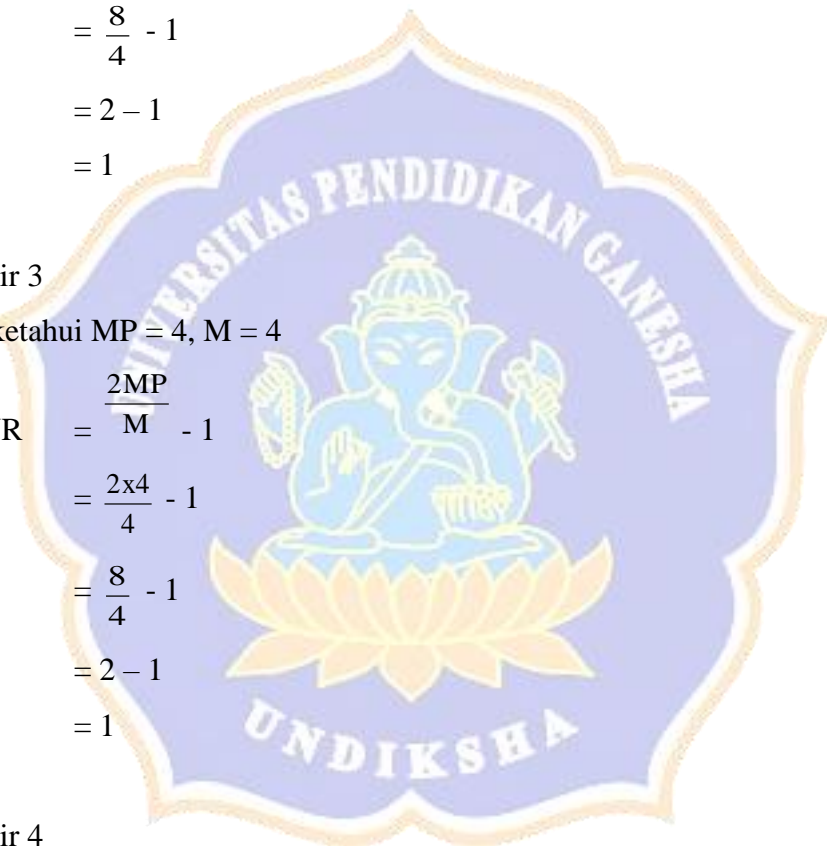 = 8/4 - 1
= 2 – 1
= 1
UNIVERSITAS PENDIDIKAN GANESHA
ir 3
ketahui MP = 4, M = 4
R = 2MP/M - 1
= 2x4/4 - 1
= 8/4 - 1
= 2 – 1
= 1
UNDIKSHA
ir 4